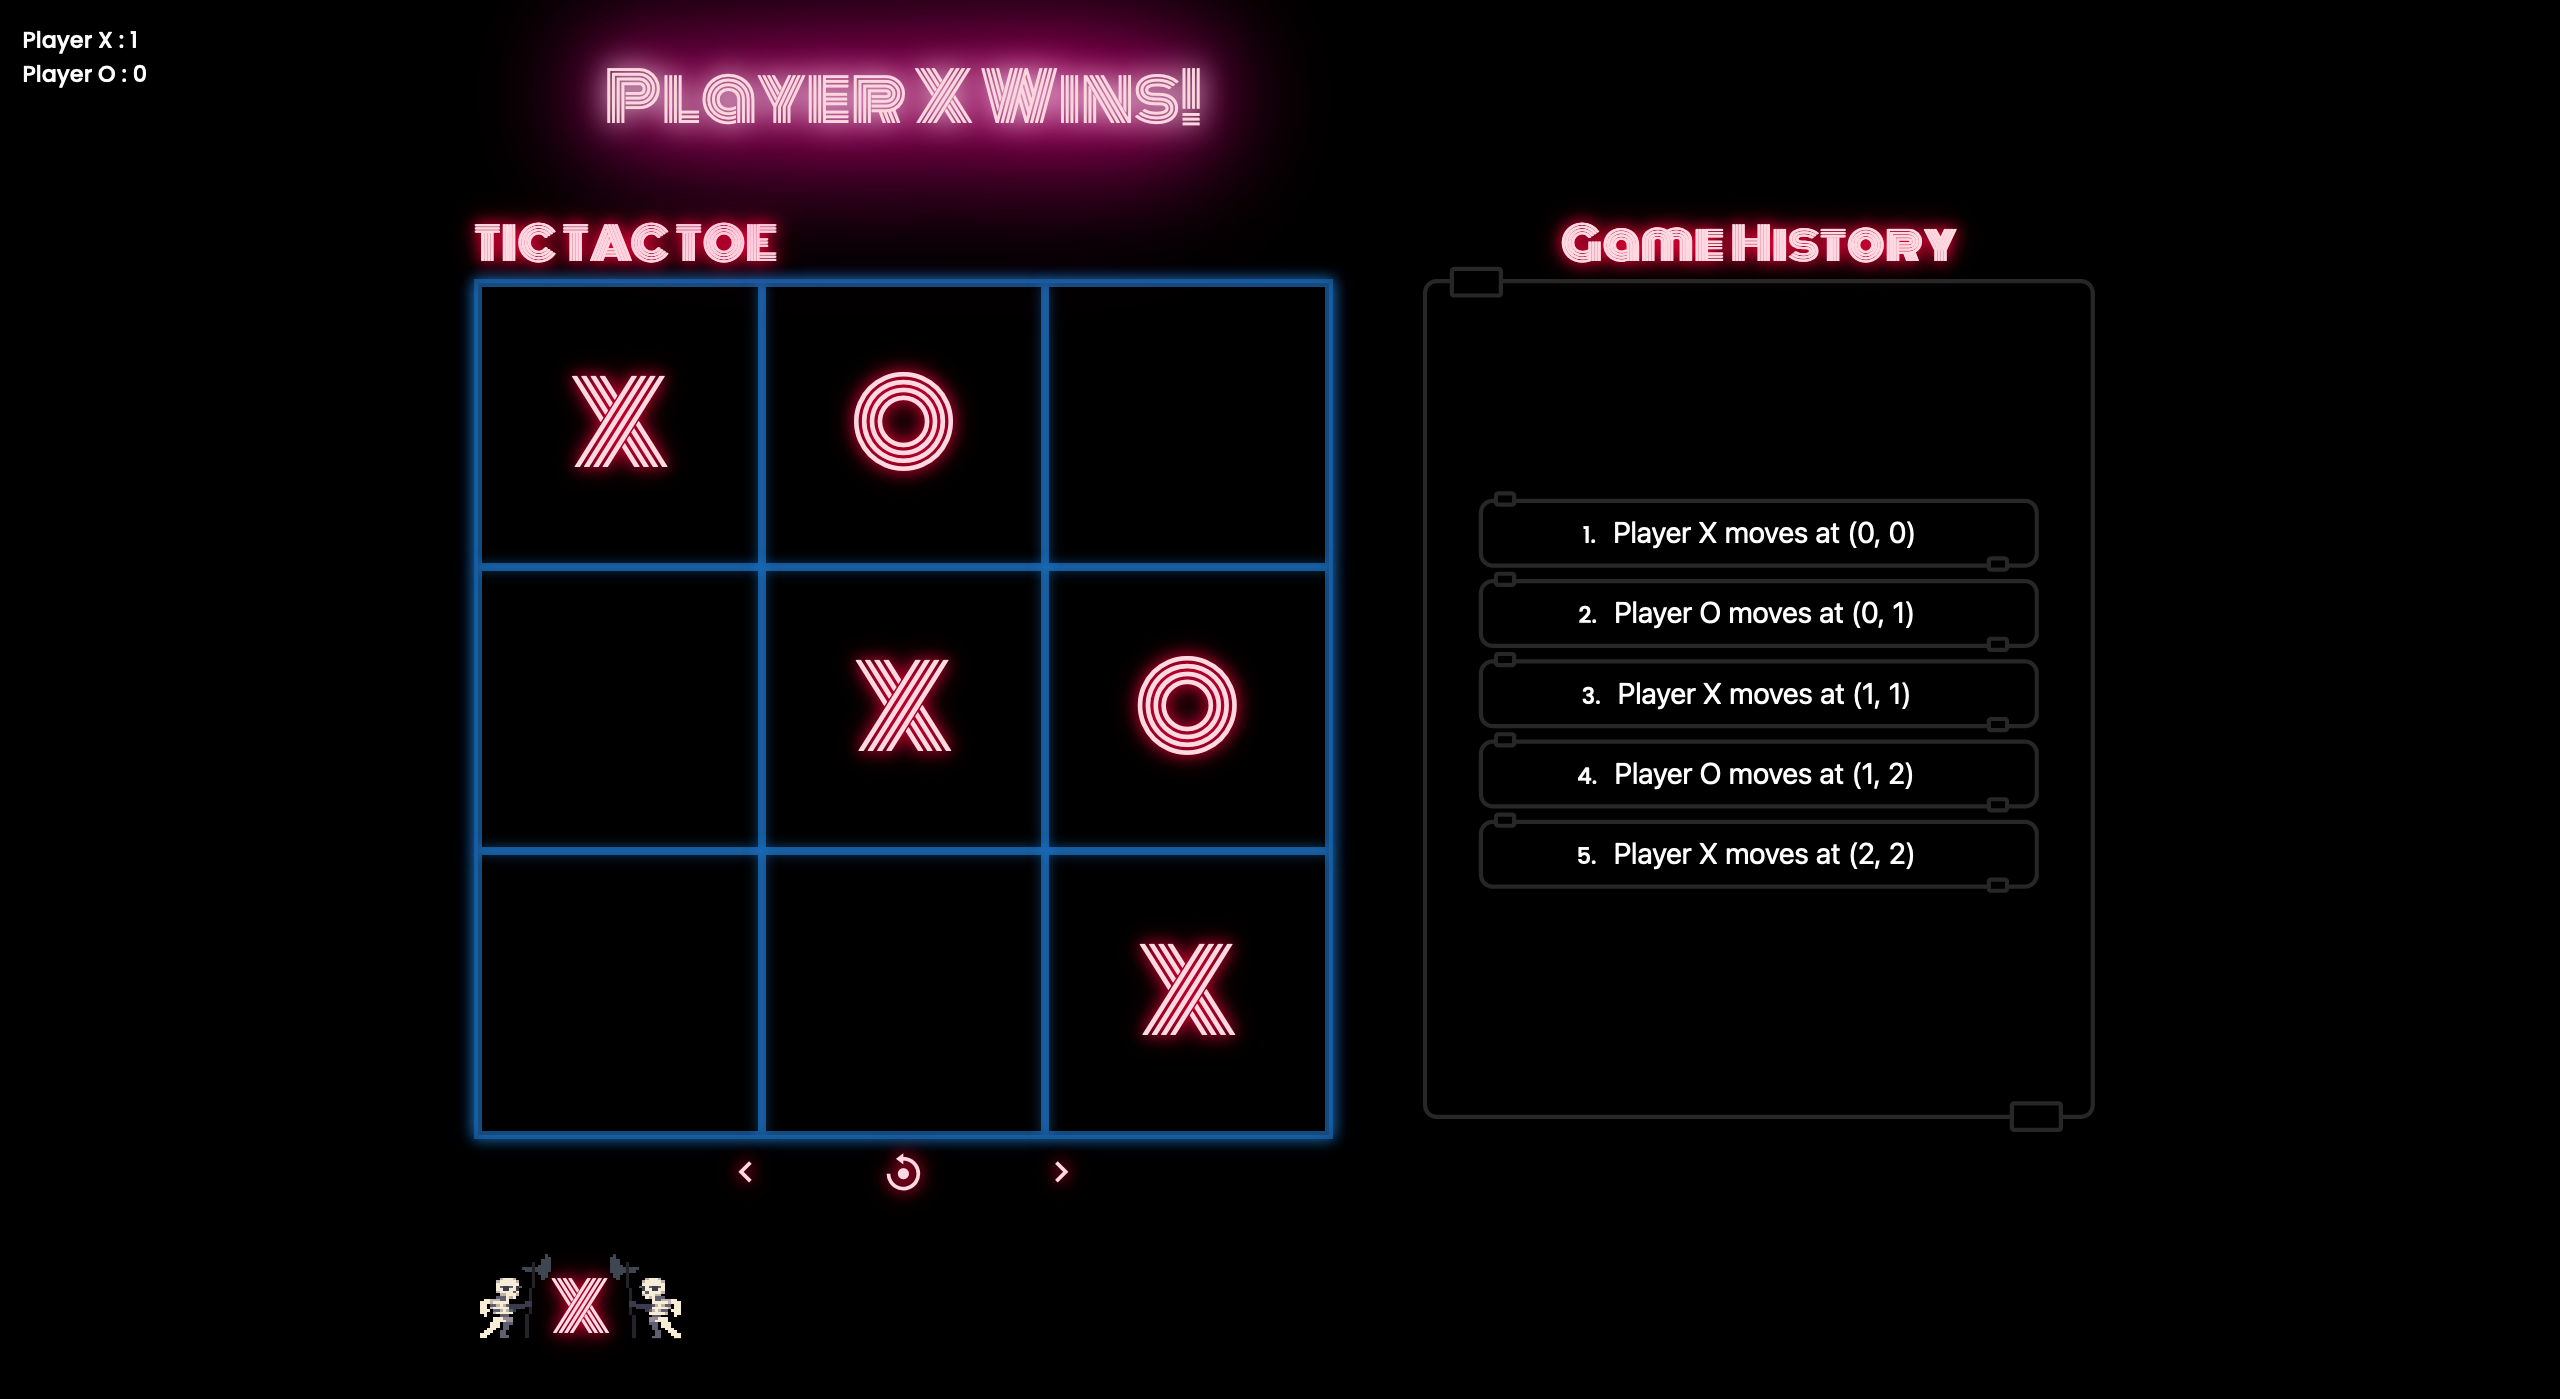 Player X : 1
Player O : 0
Player X Wins!
TIC TAC TOE
X O
X O
X
Game History
1. Player X moves at (0, 0)
2. Player O moves at (0, 1)
3. Player X moves at (1, 1)
4. Player O moves at (1, 2)
5. Player X moves at (2, 2)
X